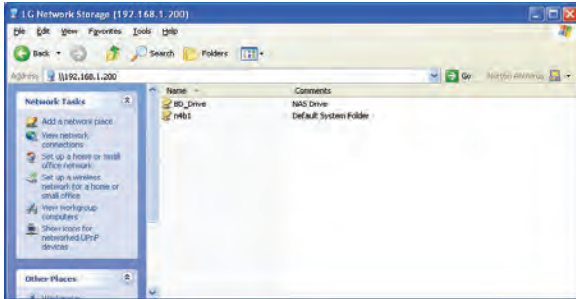 LG Network Storage (192.168.1.200)
File Edit View Favorites Tools Help
Back Search Folders
Address \\192.168.1.200 Go Norton AntiVirus
Name Comments
BD_Drive NAS Drive
n4b1 Default System Folder
Network Tasks
Add a network place
View network
connections
Set up a home or small
office network
Set up a wireless
network for a home or
small office
View workgroup
computers
Show icons for
networked UPnP
devices
Other Places